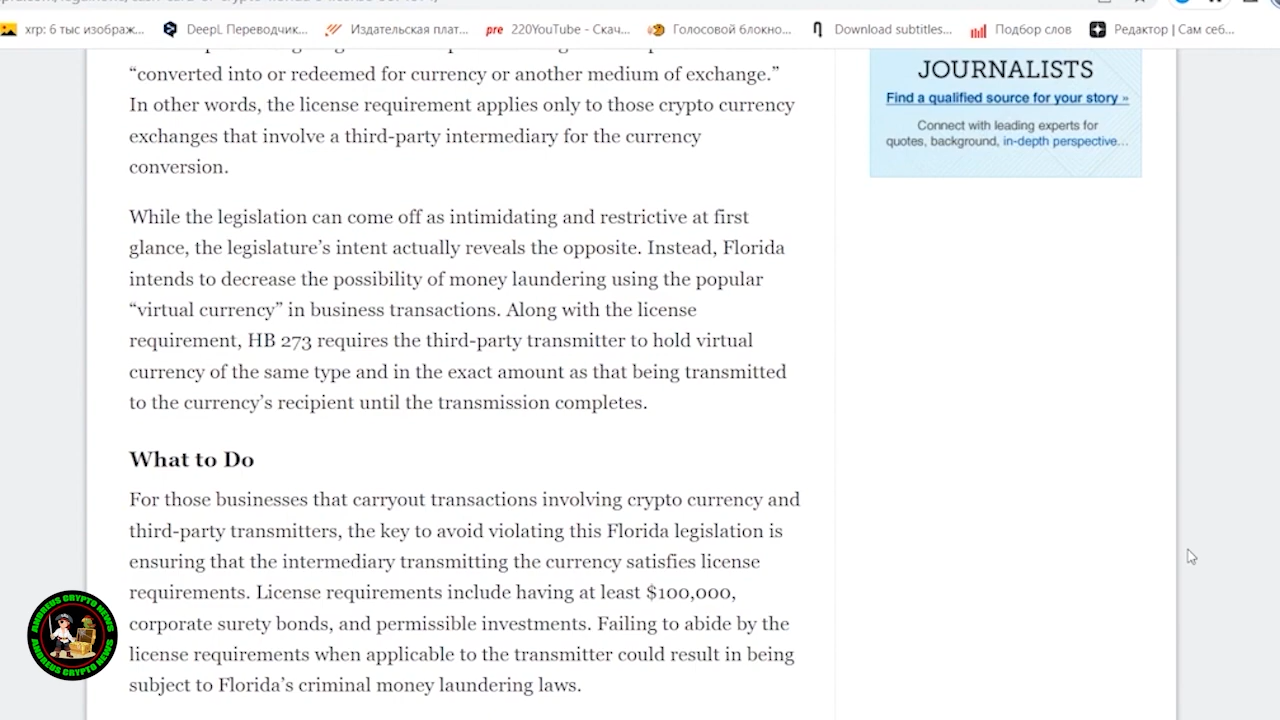 xrp: 6 тыс изображ...
DeepL Переводчик...
Издательская плат...
pre 220YouTube - Скач...
Голосовой блокно...
Download subtitles...
Подбор слов
Редактор | Сам себ...
“converted into or redeemed for currency or another medium of exchange.”
In other words, the license requirement applies only to those crypto currency
exchanges that involve a third-party intermediary for the currency
conversion.
While the legislation can come off as intimidating and restrictive at first
glance, the legislature’s intent actually reveals the opposite. Instead, Florida
intends to decrease the possibility of money laundering using the popular
“virtual currency” in business transactions. Along with the license
requirement, HB 273 requires the third-party transmitter to hold virtual
currency of the same type and in the exact amount as that being transmitted
to the currency’s recipient until the transmission completes.
What to Do
For those businesses that carryout transactions involving crypto currency and
third-party transmitters, the key to avoid violating this Florida legislation is
ensuring that the intermediary transmitting the currency satisfies license
requirements. License requirements include having at least $100,000,
corporate surety bonds, and permissible investments. Failing to abide by the
license requirements when applicable to the transmitter could result in being
subject to Florida’s criminal money laundering laws.
JOURNALISTS
Find a qualified source for your story »
Connect with leading experts for
quotes, background, in-depth perspective...
ANDREUS CRYPTO NEWS
ANDREUS CRYPTO NEWS